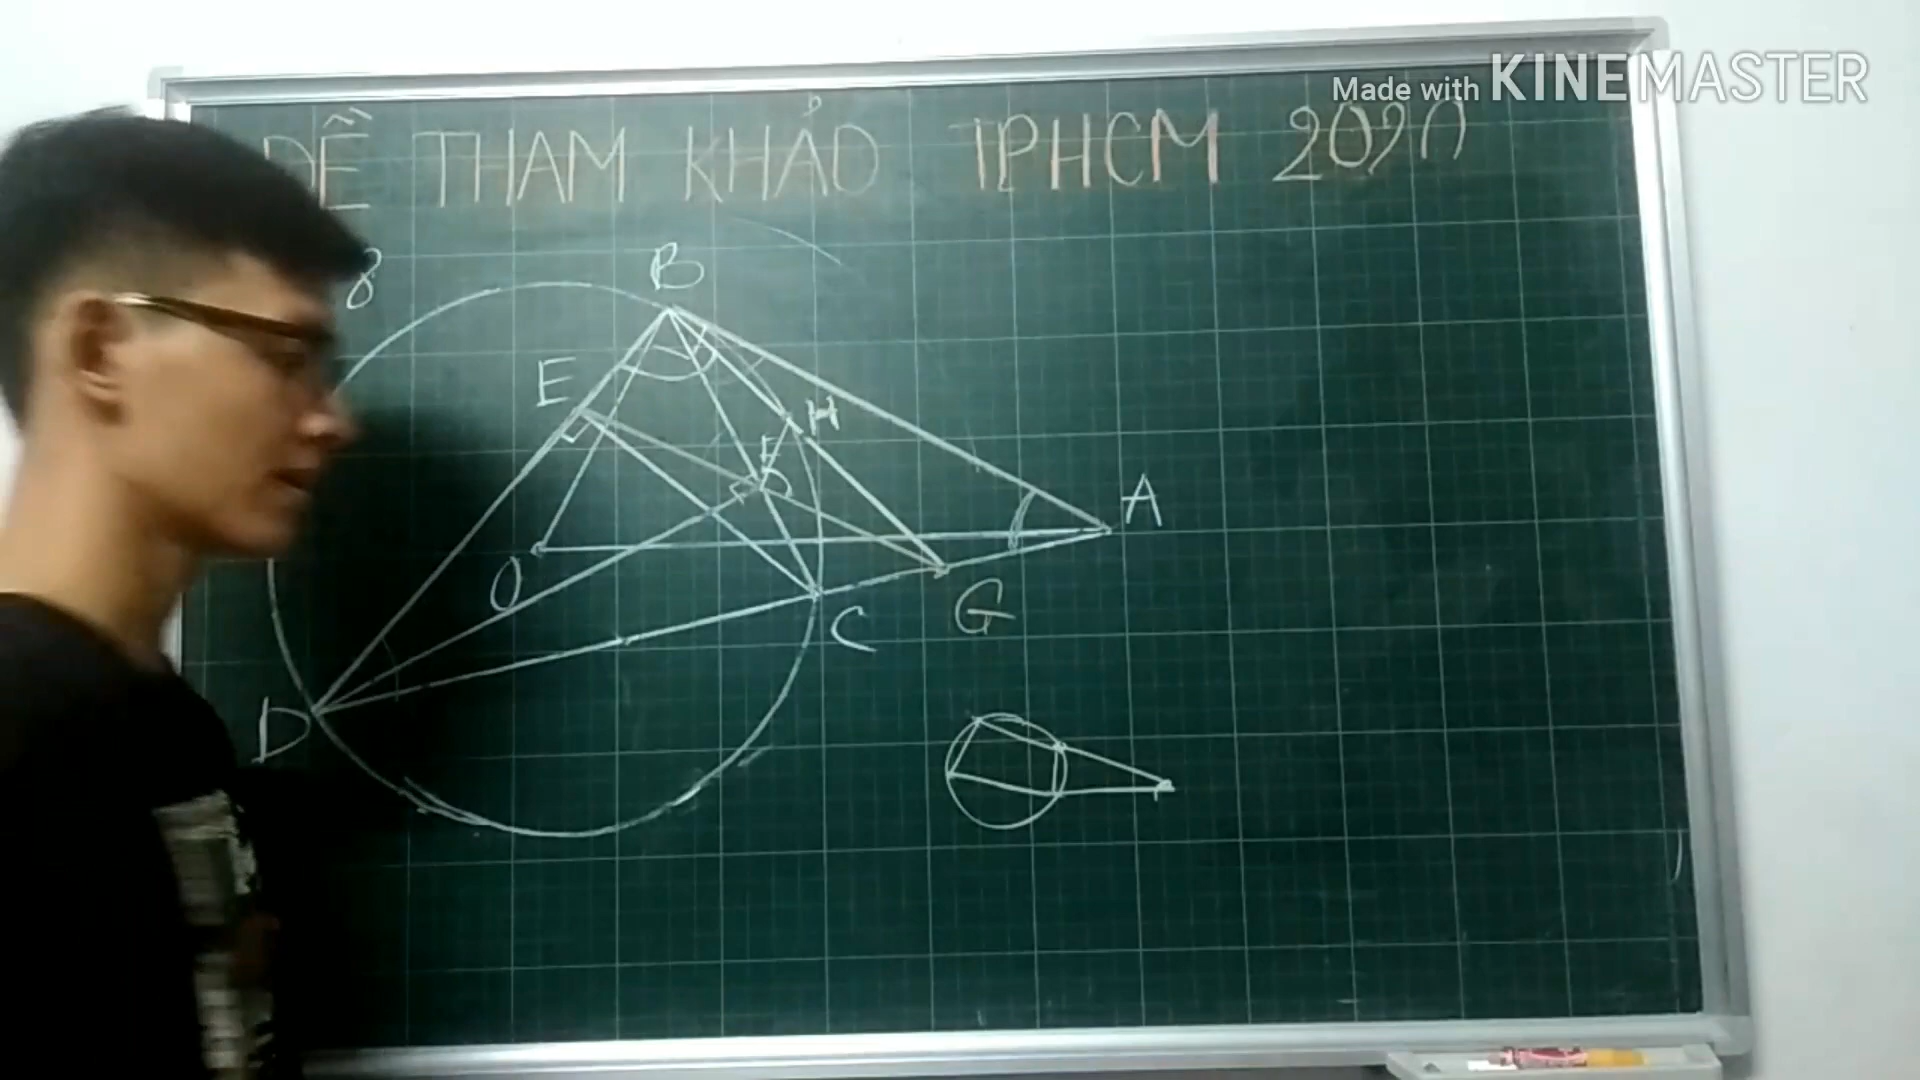 Made with KINEMASTER
ĐỀ THAM KHẢO TPHCM 2020
8
B
E
H
F
A
O
G
C
D